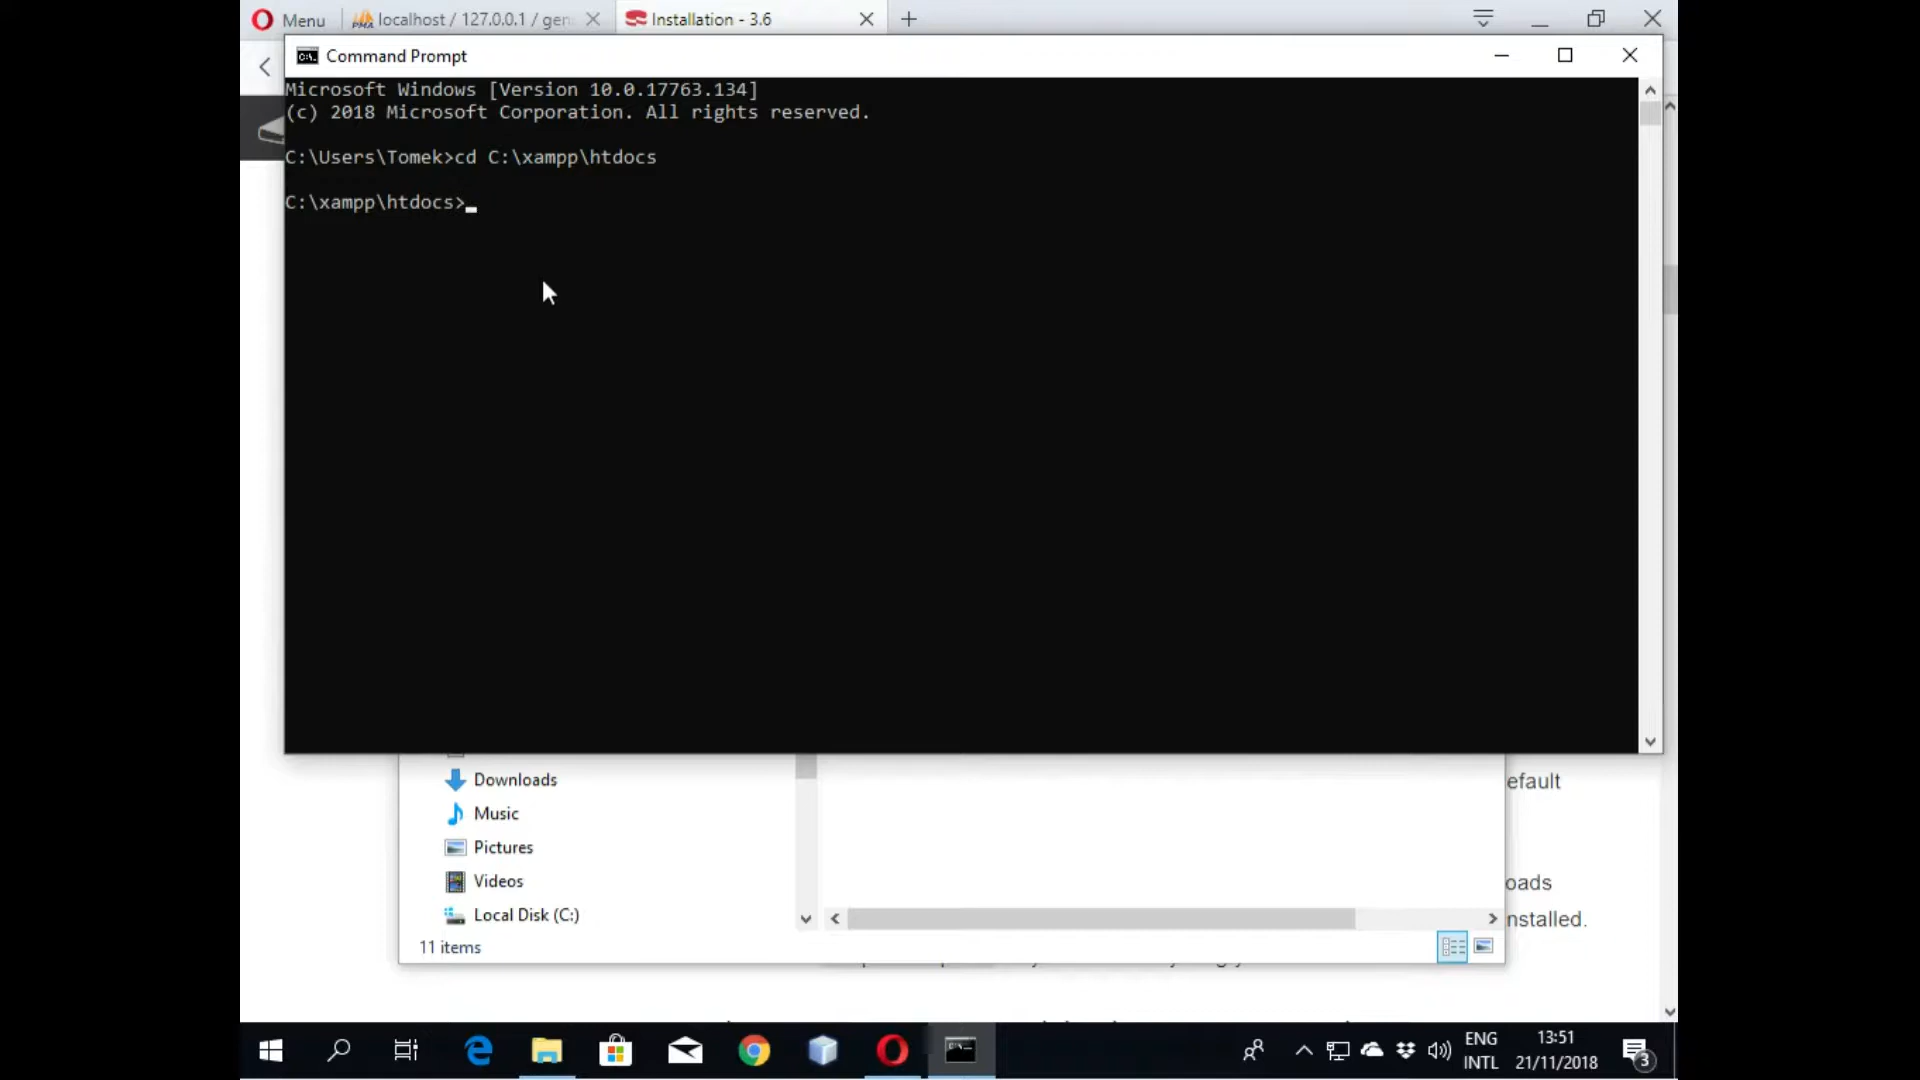 Menu
localhost / 127.0.0.1 / gen
Installation - 3.6
Command Prompt
Microsoft Windows [Version 10.0.17763.134]
(c) 2018 Microsoft Corporation. All rights reserved.
C:\Users\Tomek>cd C:\xampp\htdocs
C:\xampp\htdocs>
Downloads
Music
Pictures
Videos
Local Disk (C:)
11 items
efault
oads
nstalled.
ENG
INTL
13:51
21/11/2018
3